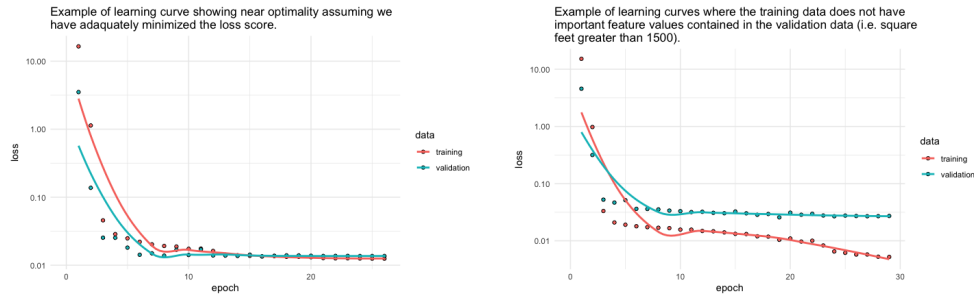 Example of learning curve showing near optimality assuming we
have adaquately minimized the loss score.
10.00
1.00
0.10
0.01
loss
0
10
20
epoch
data
training
validation
Example of learning curves where the training data does not have
important feature values contained in the validation data (i.e. square
feet greater than 1500).
10.00
1.00
0.10
0.01
loss
0
10
20
30
epoch
data
training
validation